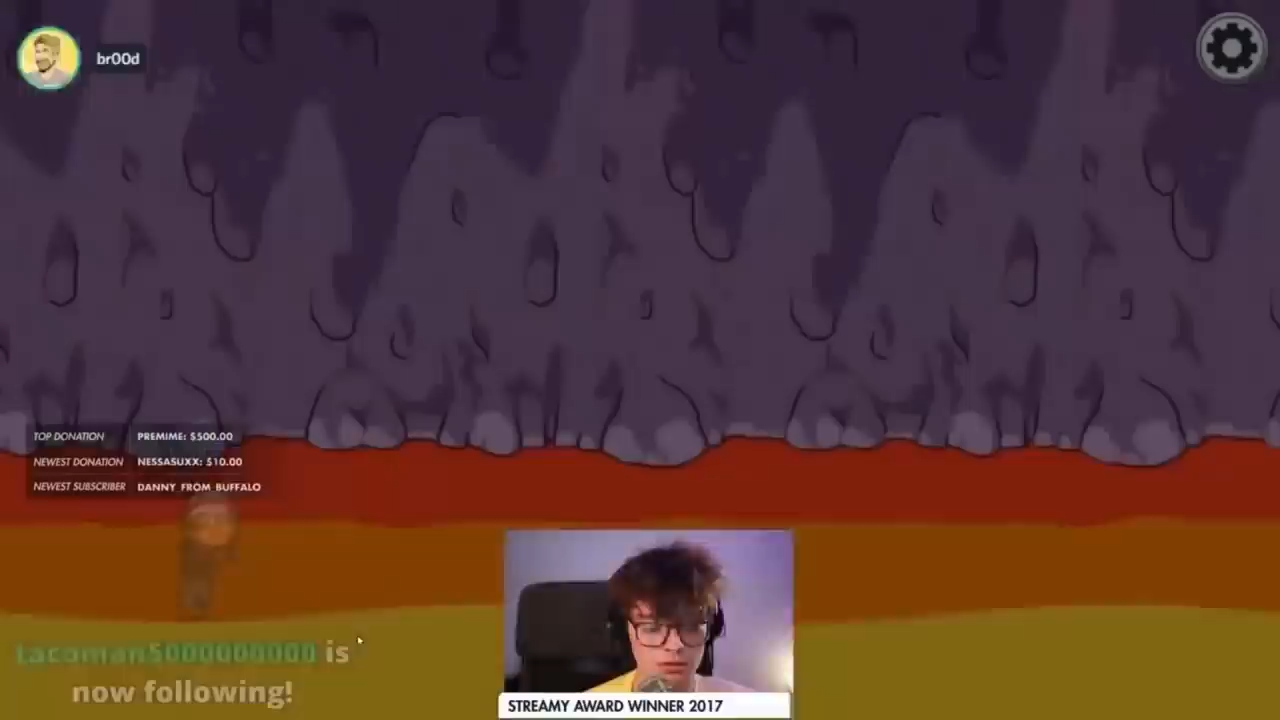 br00d
TOP DONATION PREMIME: $500.00
NEWEST DONATION NESSASUXX: $10.00
NEWEST SUBSCRIBER DANNY FROM BUFFALO
tacoman5000000000 is
now following!
STREAMY AWARD WINNER 2017